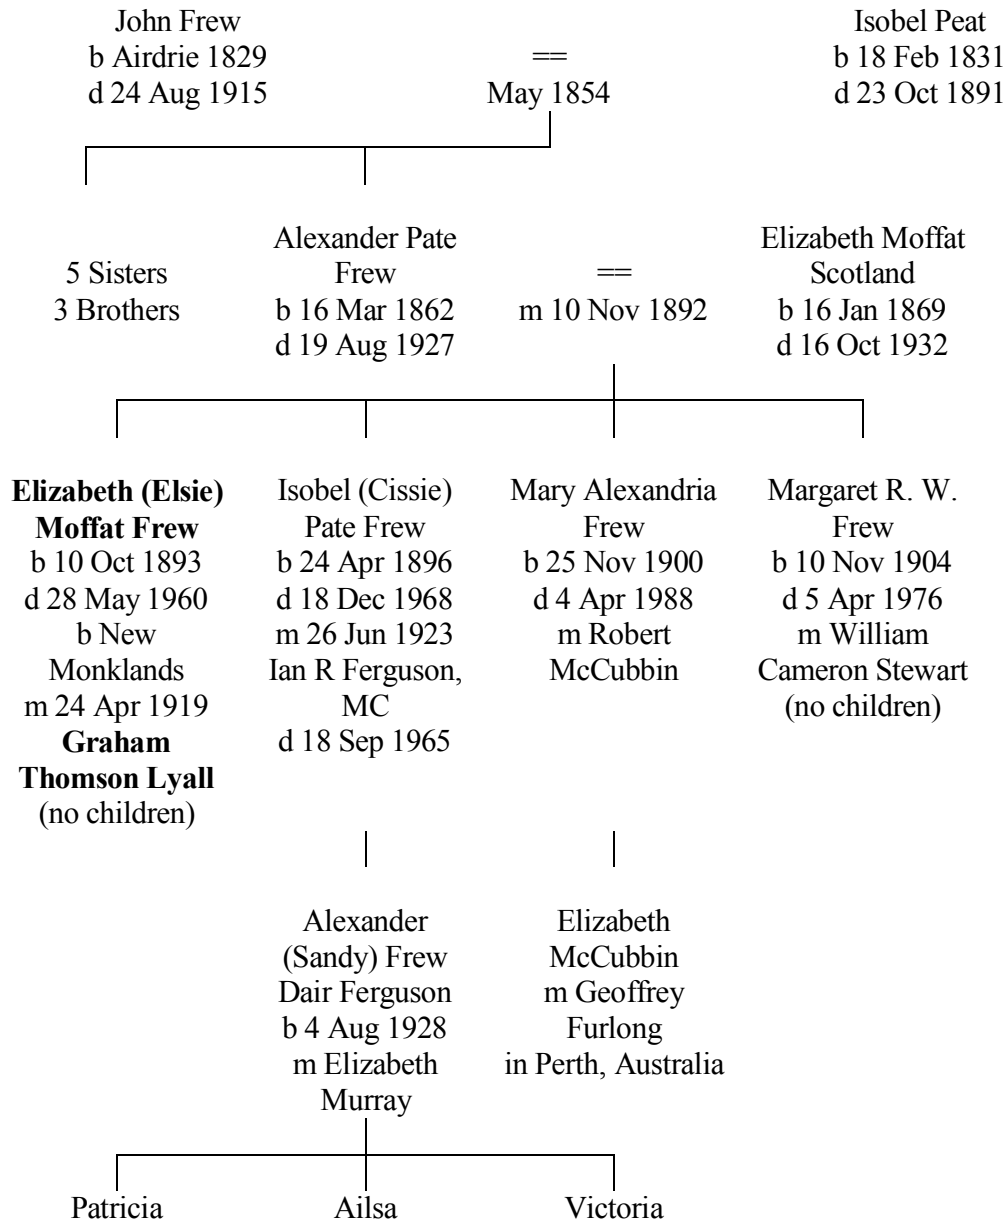 John Frew
b Airdrie 1829
d 24 Aug 1915
==
May 1854
Isobel Peat
b 18 Feb 1831
d 23 Oct 1891
5 Sisters
3 Brothers
Alexander Pate
Frew
b 16 Mar 1862
d 19 Aug 1927
==
m 10 Nov 1892
Elizabeth Moffat
Scotland
b 16 Jan 1869
d 16 Oct 1932
Elizabeth (Elsie)
Moffat Frew
b 10 Oct 1893
d 28 May 1960
b New
Monklands
m 24 Apr 1919
Graham
Thomson Lyall
(no children)
Isobel (Cissie)
Pate Frew
b 24 Apr 1896
d 18 Dec 1968
m 26 Jun 1923
Ian R Ferguson,
MC
d 18 Sep 1965
Mary Alexandria
Frew
b 25 Nov 1900
d 4 Apr 1988
m Robert
McCubbin
Margaret R. W.
Frew
b 10 Nov 1904
d 5 Apr 1976
m William
Cameron Stewart
(no children)
Alexander
(Sandy) Frew
Dair Ferguson
b 4 Aug 1928
m Elizabeth
Murray
Elizabeth
McCubbin
m Geoffrey
Furlong
in Perth, Australia
Patricia
Ailsa
Victoria